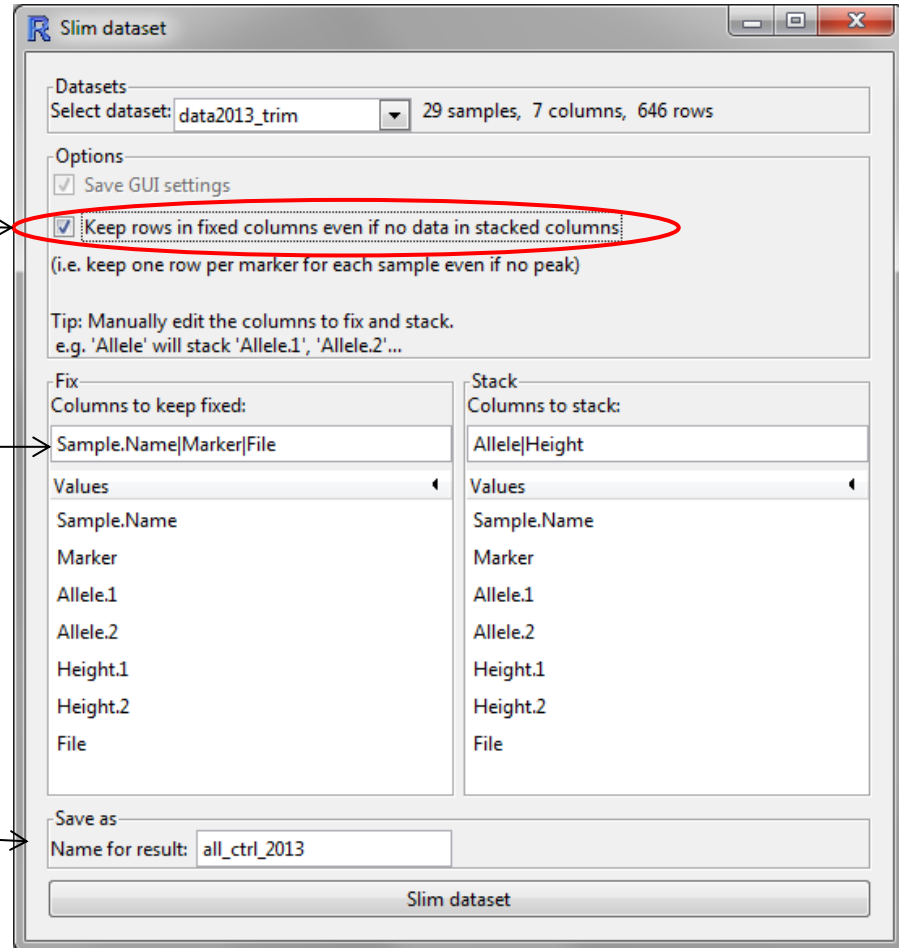 Slim dataset
Datasets
Select dataset: data2013_trim 29 samples, 7 columns, 646 rows
Options
Save GUI settings
Keep rows in fixed columns even if no data in stacked columns
(i.e. keep one row per marker for each sample even if no peak)
Tip: Manually edit the columns to fix and stack.
e.g. 'Allele' will stack 'Allele.1', 'Allele.2'...
Fix
Columns to keep fixed:
Sample.Name|Marker|File
Values
Sample.Name
Marker
Allele.1
Allele.2
Height.1
Height.2
File
Stack
Columns to stack:
Allele|Height
Values
Sample.Name
Marker
Allele.1
Allele.2
Height.1
Height.2
File
Save as
Name for result: all_ctrl_2013
Slim dataset